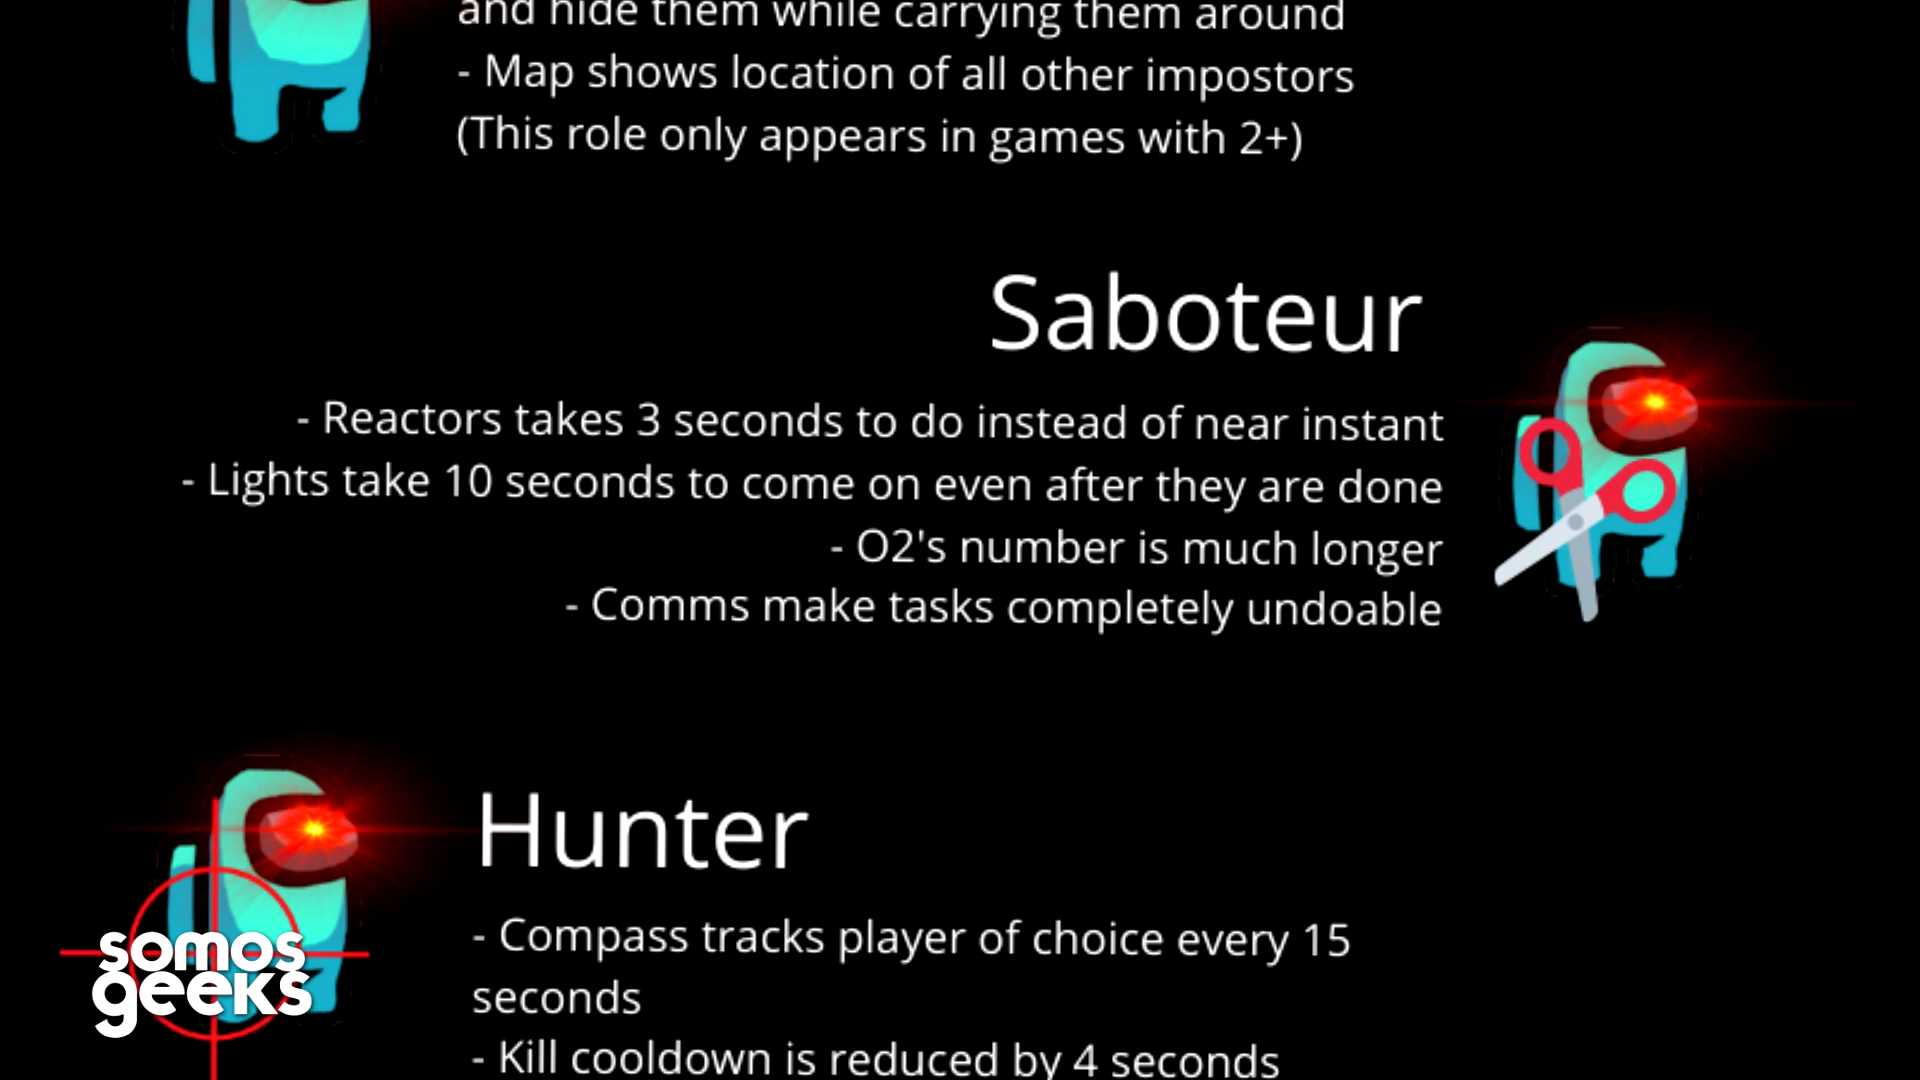 and hide them while carrying them around
- Map shows location of all other impostors
(This role only appears in games with 2+)
Saboteur
- Reactors takes 3 seconds to do instead of near instant
- Lights take 10 seconds to come on even after they are done
- O2's number is much longer
- Comms make tasks completely undoable
Hunter
- Compass tracks player of choice every 15
seconds
- Kill cooldown is reduced by 4 seconds
somos
geeks